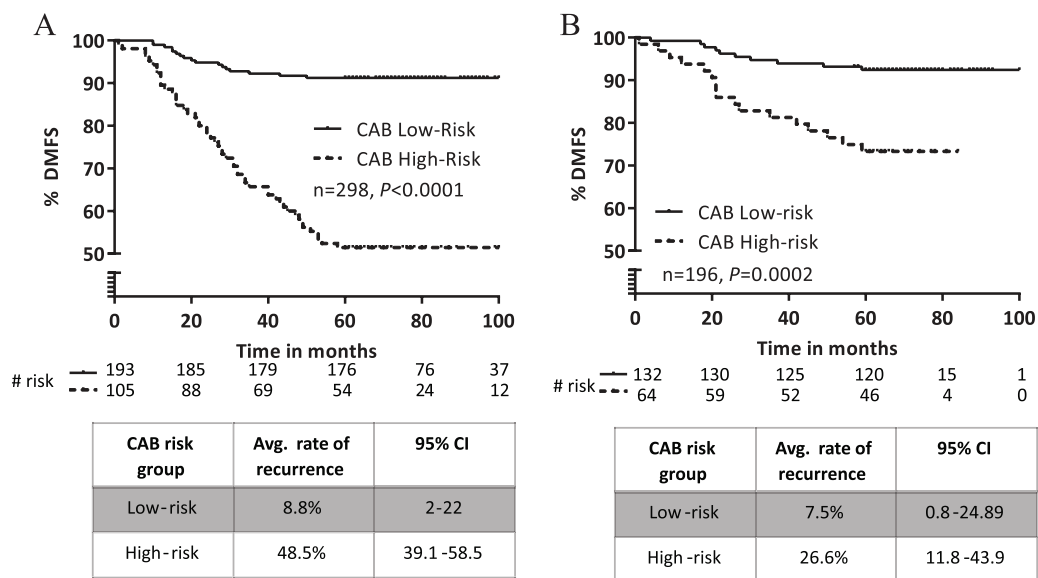 A
100
90
80
70
60
50
% DMFS
CAB Low-Risk
CAB High-Risk
n=298, P<0.0001
0 20 40 60 80 100
Time in months
# risk
193 185 179 176 76 37
105 88 69 54 24 12
CAB risk group Avg. rate of recurrence 95% CI
Low-risk 8.8% 2-22
High-risk 48.5% 39.1-58.5
B
100
90
80
70
60
50
% DMFS
CAB Low-risk
CAB High-risk
n=196, P=0.0002
0 20 40 60 80 100
Time in months
# risk
132 130 125 120 15 1
64 59 52 46 4 0
CAB risk group Avg. rate of recurrence 95% CI
Low-risk 7.5% 0.8-24.89
High-risk 26.6% 11.8-43.9